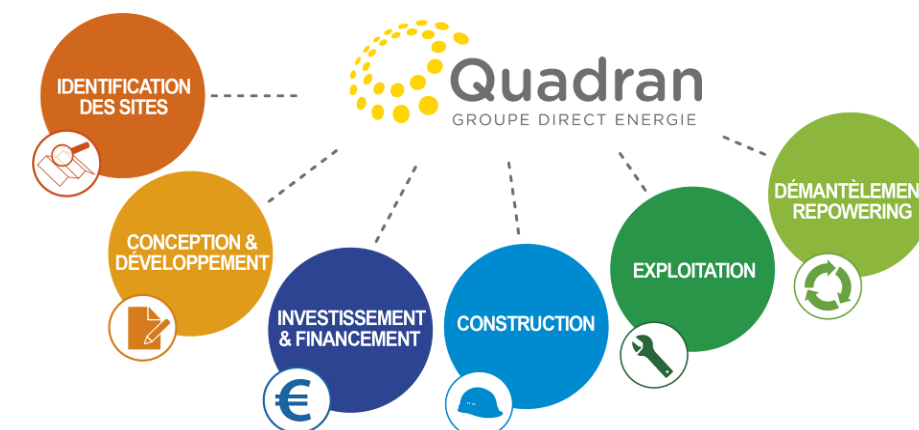 Quadran
GROUPE DIRECT ENERGIE
IDENTIFICATION
DES SITES
CONCEPTION &
DÉVELOPPEMENT
INVESTISSEMENT
& FINANCEMENT
€
CONSTRUCTION
EXPLOITATION
DÉMANTÈLEMEN
REPOWERING